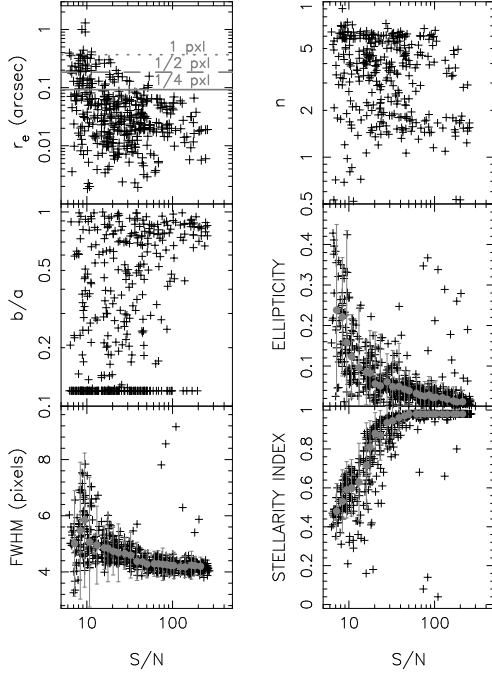 1 pxl
1/2 pxl
1/4 pxl
r_e (arcsec)
1
0.1
0.01
n
5
2
1
0.5
b/a
1
0.5
0.2
0.1
ELLIPTICITY
0.4
0.3
0.2
0.1
0.
FWHM (pixels)
8
6
4
STELLARITY INDEX
1
0.8
0.6
0.4
0.2
0
10 100
10 100
S/N
S/N